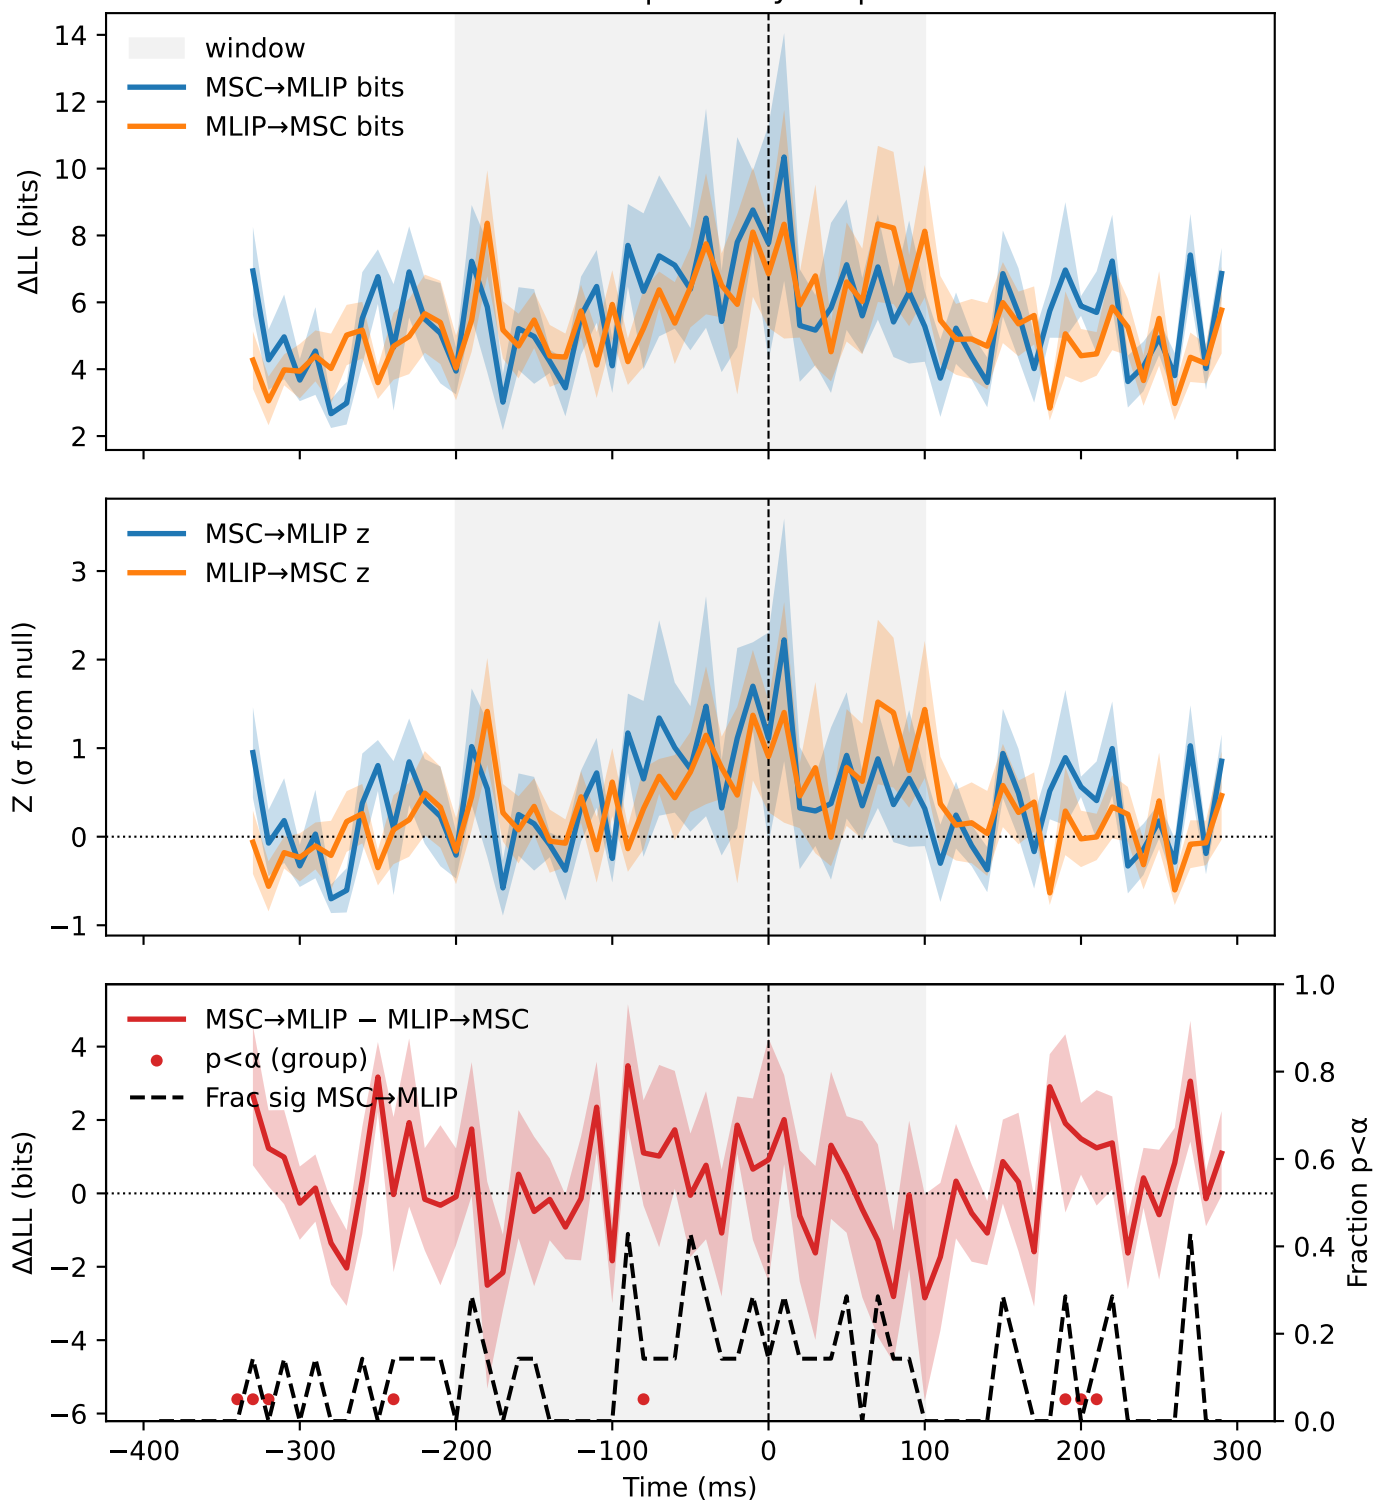 14
12
10
8
6
4
2
ΔLL (bits)
window
MSC→MLIP bits
MLIP→MSC bits
3
2
1
0
−1
Z (σ from null)
MSC→MLIP z
MLIP→MSC z
4
2
0
−2
−4
−6
ΔΔLL (bits)
MSC→MLIP − MLIP→MSC
p<α (group)
Frac sig MSC→MLIP
1.0
0.8
0.6
0.4
0.2
0.0
Fraction p<α
−400 −300 −200 −100 0 100 200 300
Time (ms)